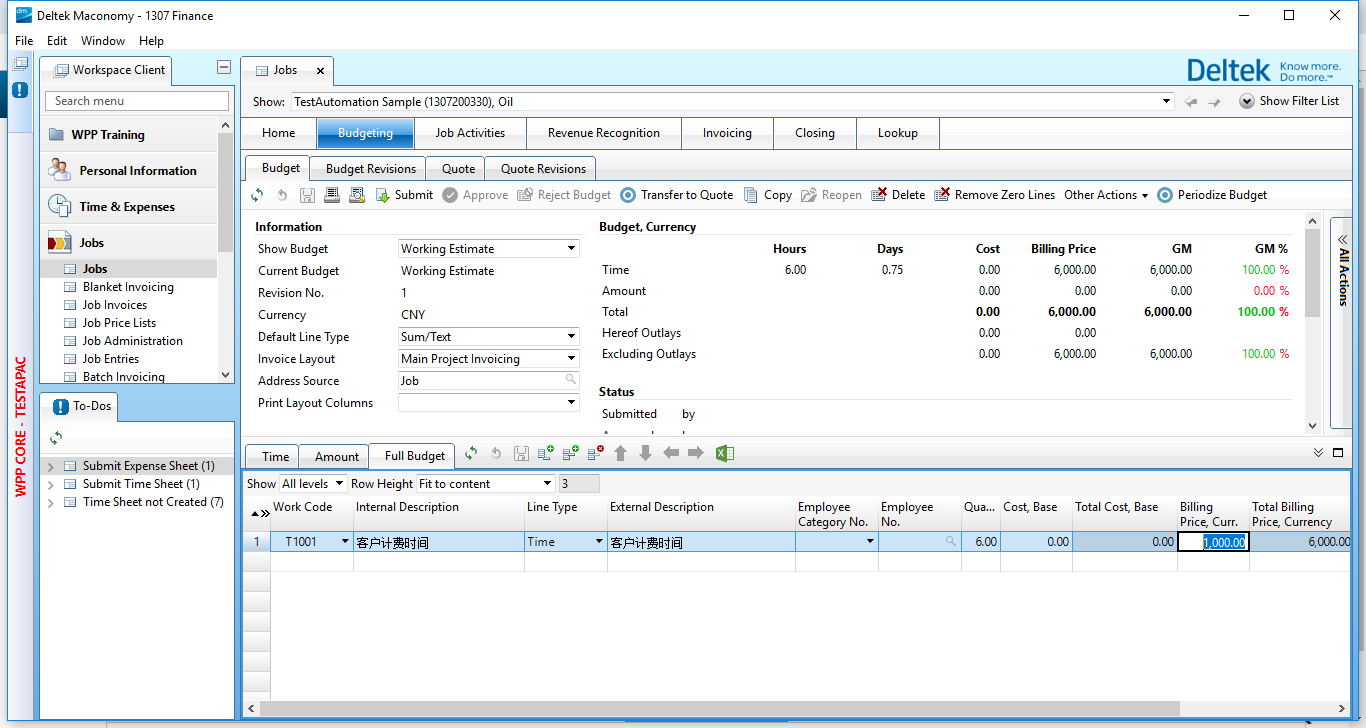 Deltek Maconomy - 1307 Finance
File Edit Window Help
Workspace Client
Jobs
Deltek Know more. Do more.™
Search menu
Show: TestAutomation Sample (1307200330), Oil Show Filter List
WPP Training
Personal Information
Time & Expenses
Jobs
Jobs
Blanket Invoicing
Job Invoices
Job Price Lists
Job Administration
Job Entries
Batch Invoicing
WPP CORE - TESTAPAC
To-Dos
Submit Expense Sheet (1)
Submit Time Sheet (1)
Time Sheet not Created (7)
Home Budgeting Job Activities Revenue Recognition Invoicing Closing Lookup
Budget Budget Revisions Quote Quote Revisions
Submit Approve Reject Budget Transfer to Quote Copy Reopen Delete Remove Zero Lines Other Actions Periodize Budget
Information
Show Budget Working Estimate
Current Budget Working Estimate
Revision No. 1
Currency CNY
Default Line Type Sum/Text
Invoice Layout Main Project Invoicing
Address Source Job
Print Layout Columns
Budget, Currency
Hours Days Cost Billing Price GM GM %
Time 6.00 0.75 0.00 6,000.00 6,000.00 100.00 %
Amount 0.00 0.00 0.00 0.00 %
Total 0.00 6,000.00 6,000.00 100.00 %
Hereof Outlays 0.00 0.00
Excluding Outlays 0.00 6,000.00 6,000.00 100.00 %
Status
Submitted by
All Actions
Time Amount Full Budget
Show All levels Row Height Fit to content 3
Work Code Internal Description Line Type External Description Employee Category No. Employee No. Qua... Cost, Base Total Cost, Base Billing Price, Curr. Total Billing Price, Currency
1 T1001 客户计费时间 Time 客户计费时间 6.00 0.00 0.00 1,000.00 6,000.00